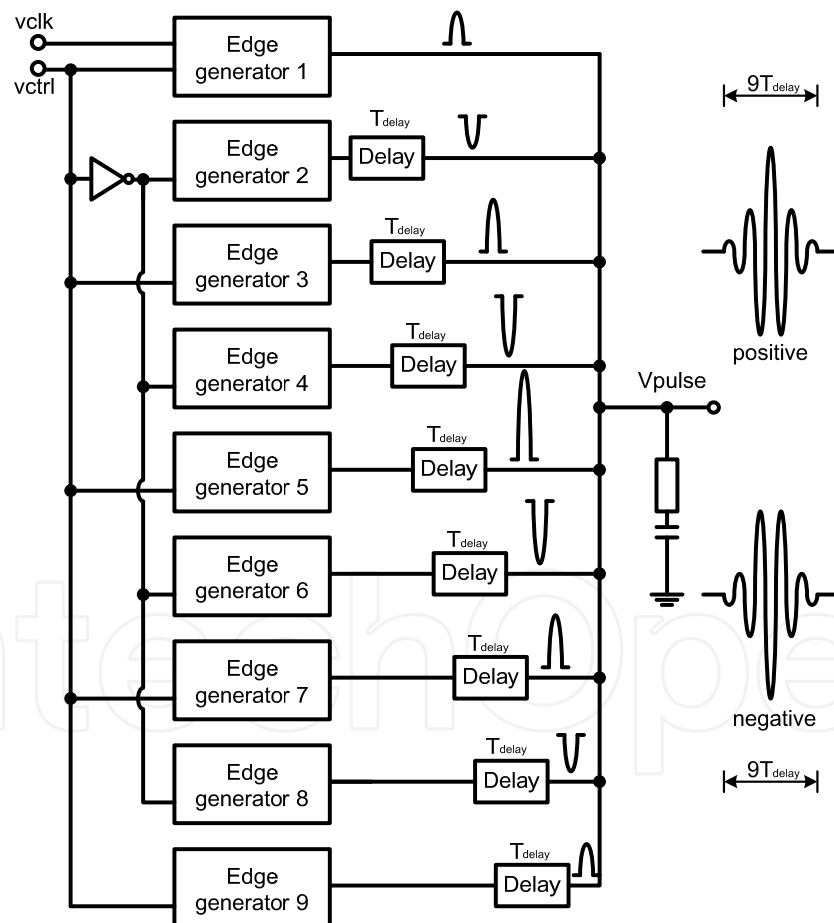 vclk
vctrl
Edge
generator 1
Edge
generator 2
Tdelay
Delay
Edge
generator 3
Tdelay
Delay
Edge
generator 4
Tdelay
Delay
Edge
generator 5
Tdelay
Delay
Edge
generator 6
Tdelay
Delay
Edge
generator 7
Tdelay
Delay
Edge
generator 8
Tdelay
Delay
Edge
generator 9
Tdelay
Delay
Vpulse
9Tdelay
positive
negative
9Tdelay
ntechOpe